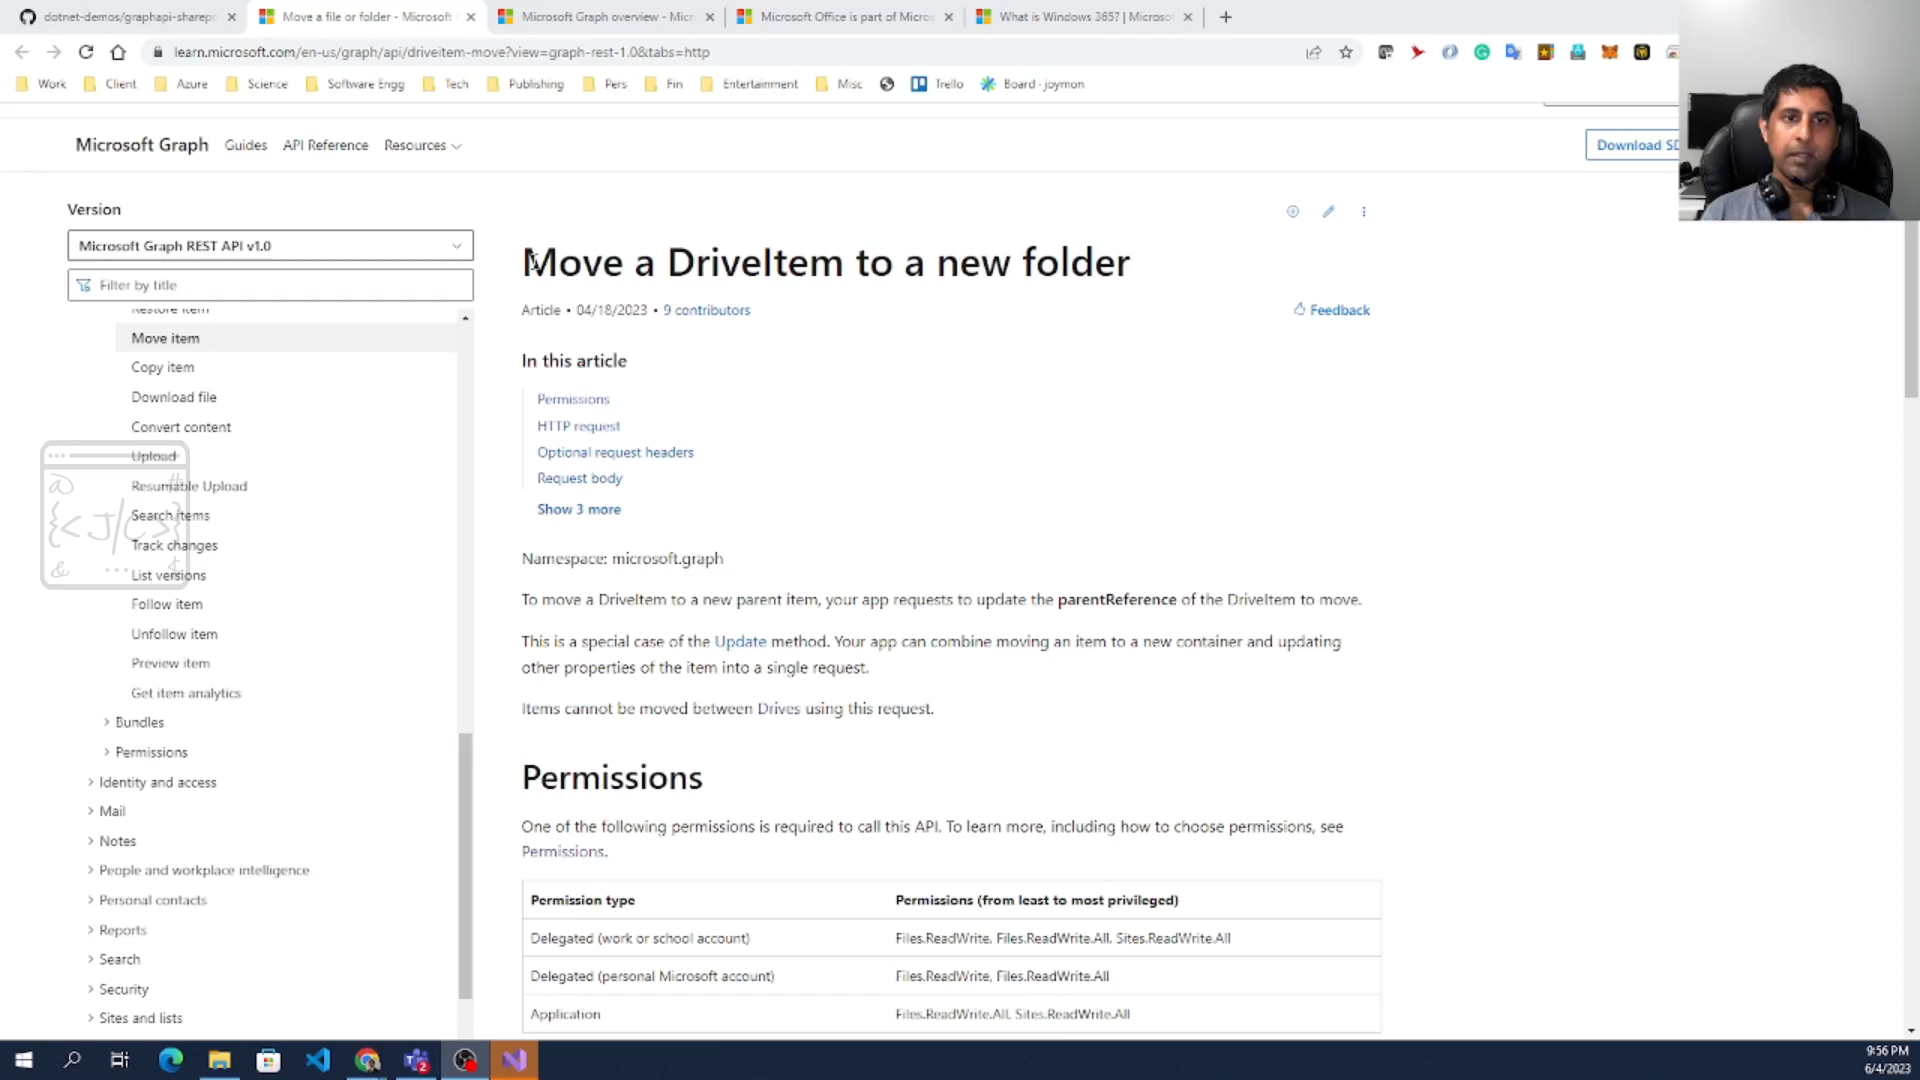 dotnet-demos/graphapi-sharepo
Move a file or folder - Microsoft
Microsoft Graph overview - Micr
Microsoft Office is part of Micros
What is Windows 365? | Microsof
learn.microsoft.com/en-us/graph/api/driveitem-move?view=graph-rest-1.0&tabs=http
Work
Client
Azure
Science
Software Engg
Tech
Publishing
Pers
Fin
Entertainment
Misc
Trello
Board - joymon
Microsoft Graph
Guides
API Reference
Resources
Download SD
Version
Microsoft Graph REST API v1.0
Filter by title
Restore item
Move item
Copy item
Download file
Convert content
Upload
Resumable Upload
Search items
Track changes
List versions
Follow item
Unfollow item
Preview item
Get item analytics
Bundles
Permissions
Identity and access
Mail
Notes
People and workplace intelligence
Personal contacts
Reports
Search
Security
Sites and lists
Move a DriveItem to a new folder
Article • 04/18/2023 • 9 contributors
Feedback
In this article
Permissions
HTTP request
Optional request headers
Request body
Show 3 more
Namespace: microsoft.graph
To move a DriveItem to a new parent item, your app requests to update the parentReference of the DriveItem to move.
This is a special case of the Update method. Your app can combine moving an item to a new container and updating
other properties of the item into a single request.
Items cannot be moved between Drives using this request.
Permissions
One of the following permissions is required to call this API. To learn more, including how to choose permissions, see
Permissions.
Permission type
Permissions (from least to most privileged)
Delegated (work or school account)
Files.ReadWrite, Files.ReadWrite.All, Sites.ReadWrite.All
Delegated (personal Microsoft account)
Files.ReadWrite, Files.ReadWrite.All
Application
Files.ReadWrite.All, Sites.ReadWrite.All
2
9:56 PM
6/4/2023